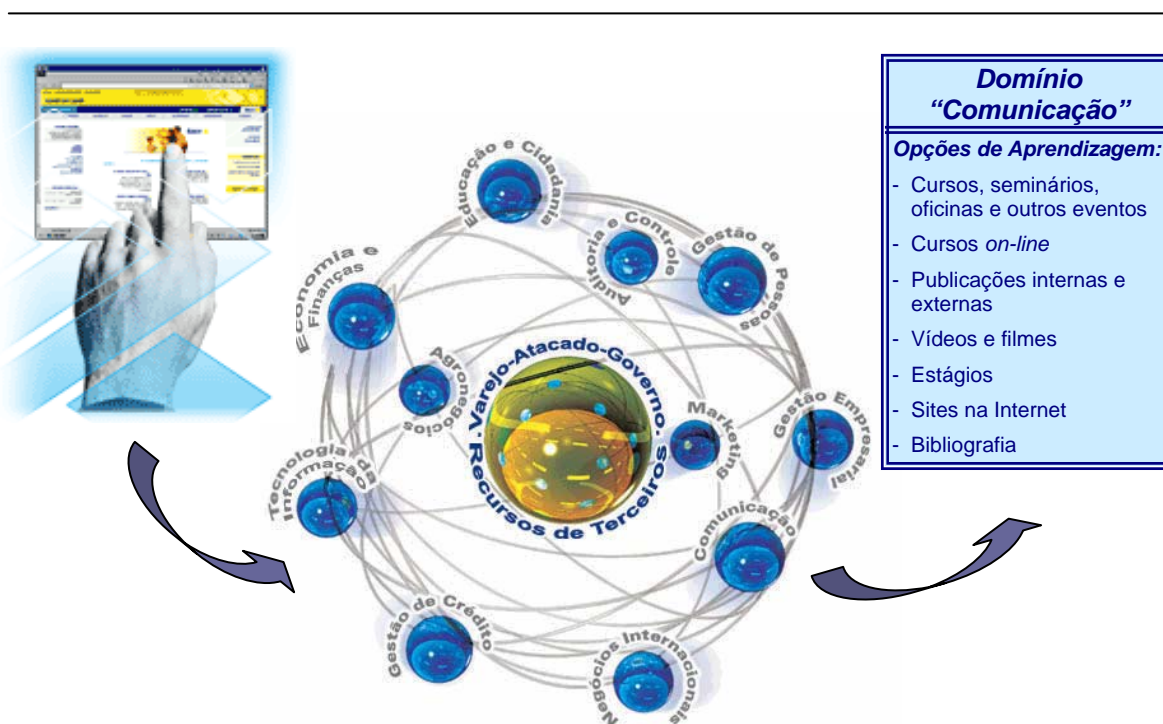 Domínio
“Comunicação”
Opções de Aprendizagem:
- Cursos, seminários,
oficinas e outros eventos
- Cursos on-line
- Publicações internas e
externas
- Vídeos e filmes
- Estágios
- Sites na Internet
- Bibliografia
Educação e Cidadania
Auditoria e Controle
Gestão de Pessoas
Economia e
Finanças
Agronegócios
.Varejo-Atacado-Governo.
Recursos de Terceiros
Marketing
Gestão Empresarial
Tecnologia da
Informação
Comunicação
Gestão de Crédito
Negócios Internacionais